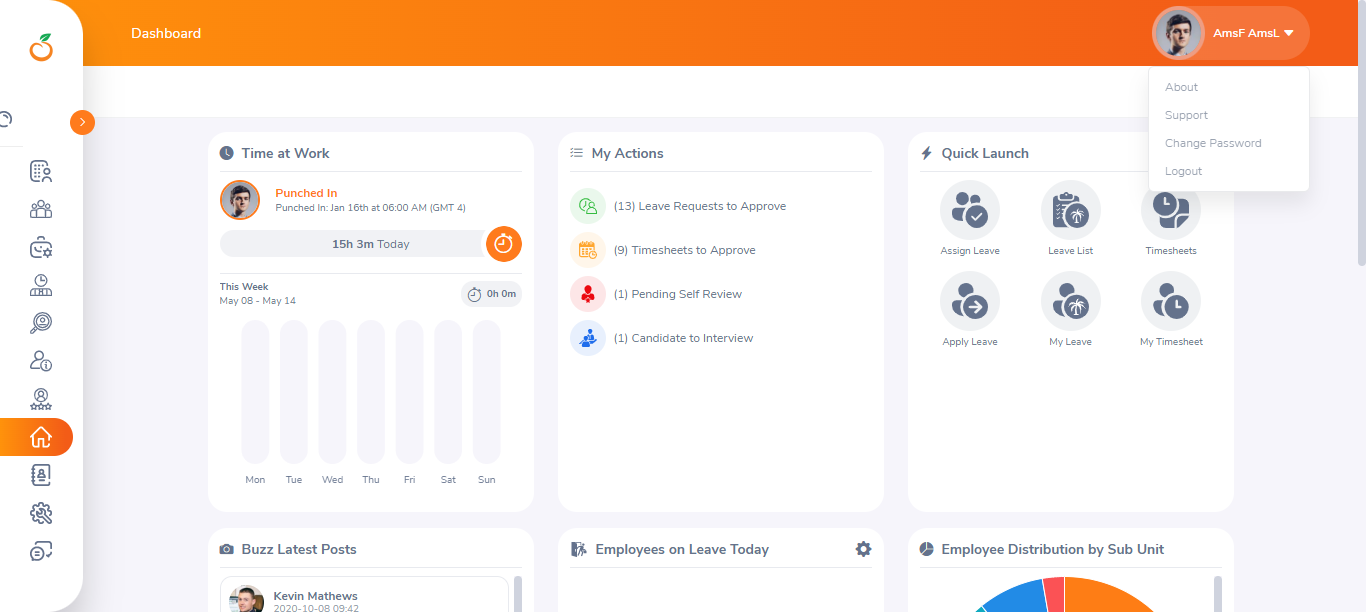 Dashboard
AmsF AmsL
About
Support
Change Password
Logout
Time at Work
Punched In
Punched In: Jan 16th at 06:00 AM (GMT 4)
15h 3m Today
This Week
May 08 - May 14
0h 0m
Mon Tue Wed Thu Fri Sat Sun
My Actions
(13) Leave Requests to Approve
(9) Timesheets to Approve
(1) Pending Self Review
(1) Candidate to Interview
Quick Launch
Assign Leave Leave List Timesheets
Apply Leave My Leave My Timesheet
Buzz Latest Posts
Kevin Mathews
2020-10-08 09:42
Employees on Leave Today
Employee Distribution by Sub Unit